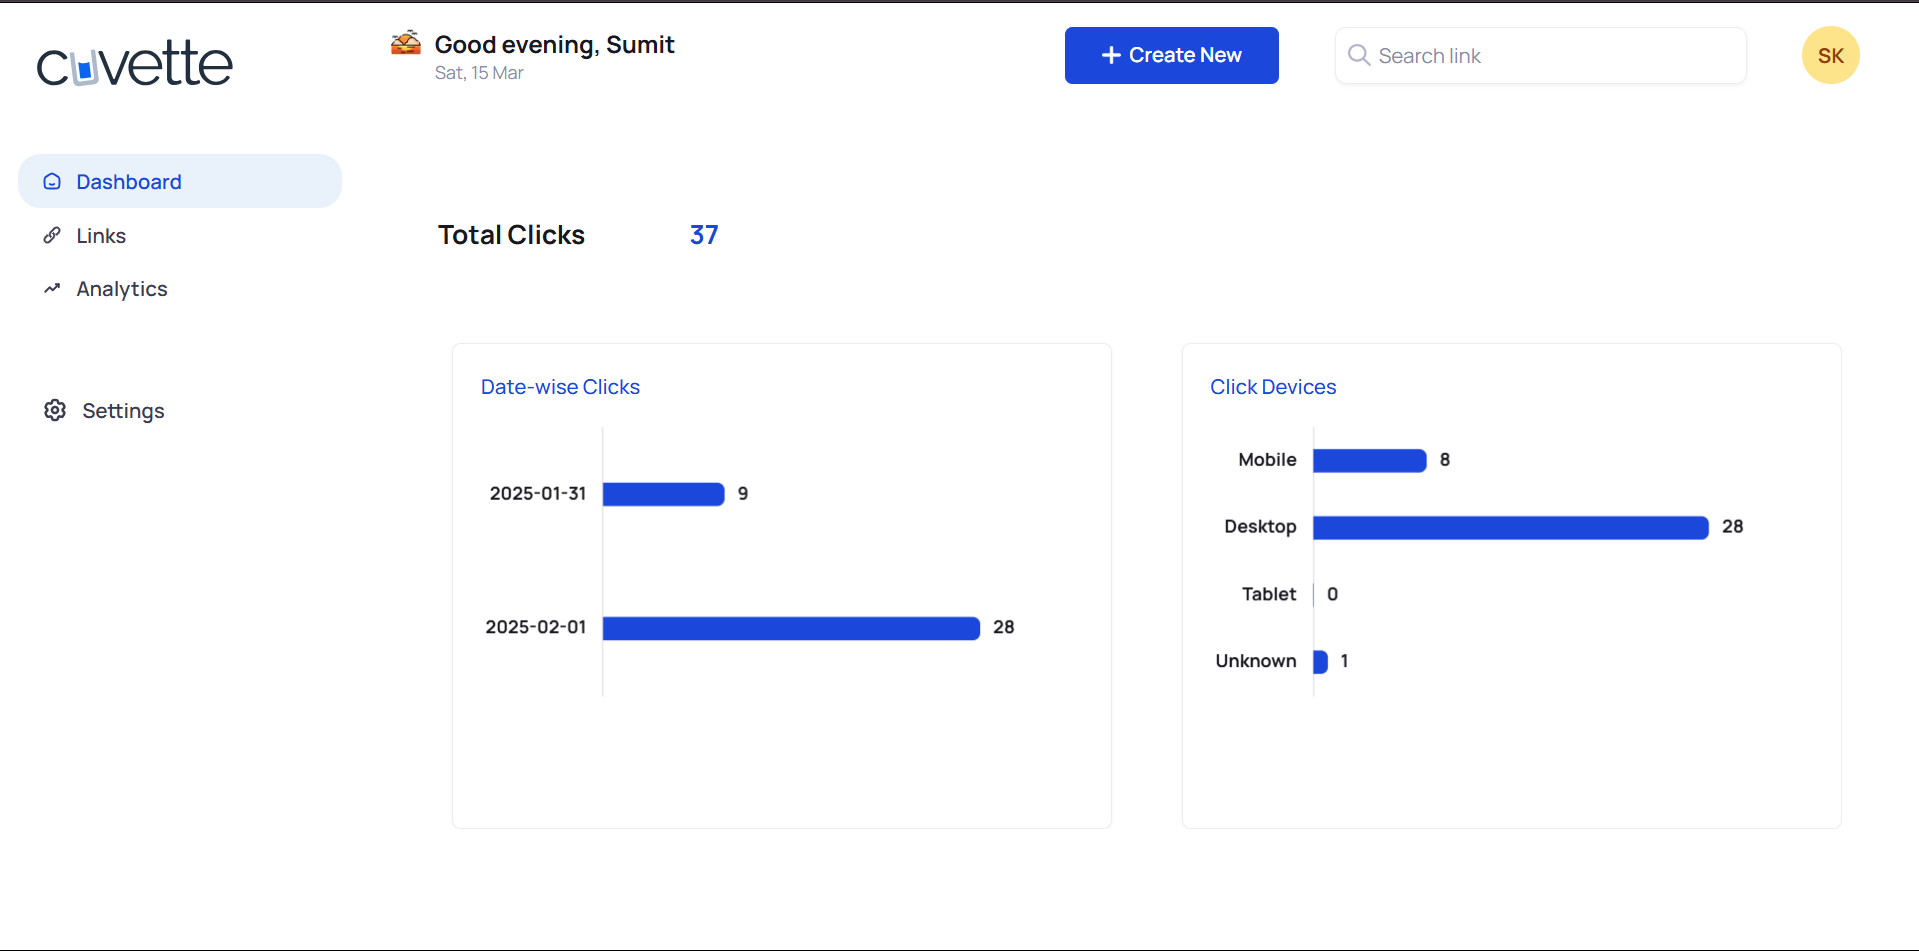 cuvette
Good evening, Sumit
Sat, 15 Mar
Create New
Search link
SK
Dashboard
Links
Analytics
Settings
Total Clicks 37
Date-wise Clicks
2025-01-31 9
2025-02-01 28
Click Devices
Mobile 8
Desktop 28
Tablet 0
Unknown 1